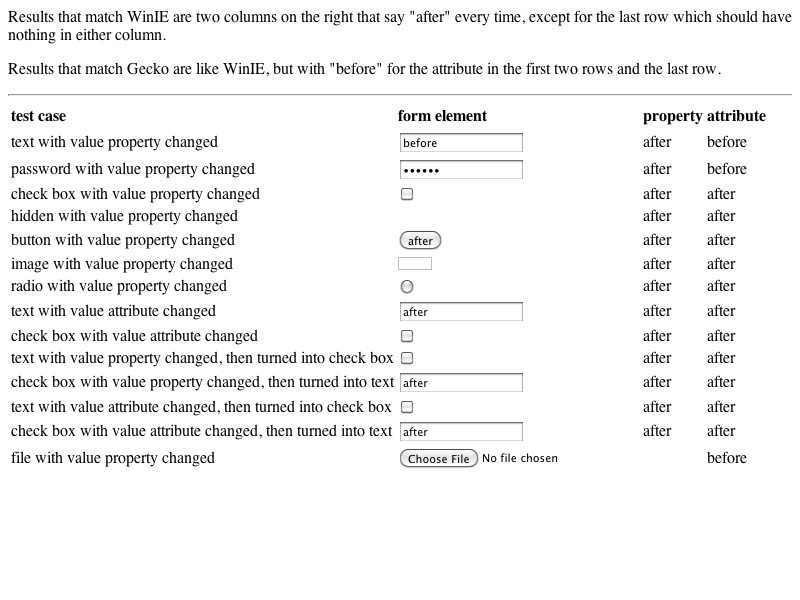 Results that match WinIE are two columns on the right that say "after" every time, except for the last row which should have
nothing in either column.
Results that match Gecko are like WinIE, but with "before" for the attribute in the first two rows and the last row.
test case form element property attribute
text with value property changed before after before
password with value property changed •••••• after before
check box with value property changed after after
hidden with value property changed after after
button with value property changed after after after
image with value property changed after after
radio with value property changed after after
text with value attribute changed after after after
check box with value attribute changed after after
text with value property changed, then turned into check box after after
check box with value property changed, then turned into text after after after
text with value attribute changed, then turned into check box after after
check box with value attribute changed, then turned into text after after after
file with value property changed Choose File No file chosen before